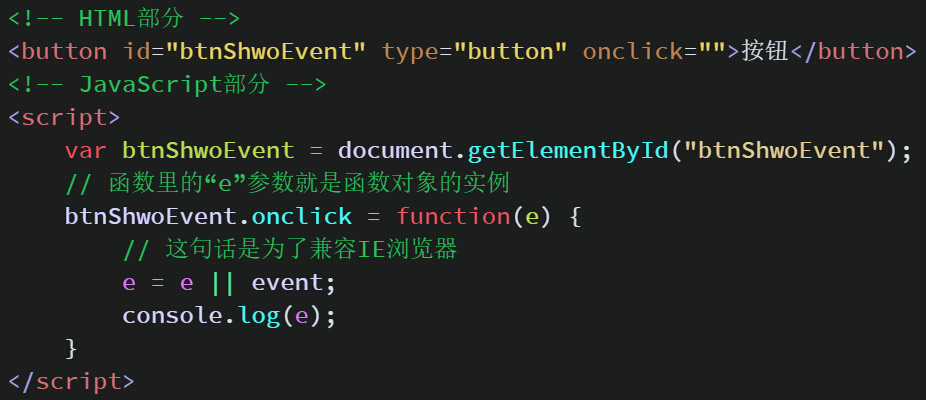 <!-- HTML部分 -->
<button id="btnShwoEvent" type="button" onclick="">按钮</button>
<!-- JavaScript部分 -->
<script>
    var btnShwoEvent = document.getElementById("btnShwoEvent");
    // 函数里的“e”参数就是函数对象的实例
    btnShwoEvent.onclick = function(e) {
        // 这句话是为了兼容IE浏览器
        e = e || event;
        console.log(e);
    }
</script>